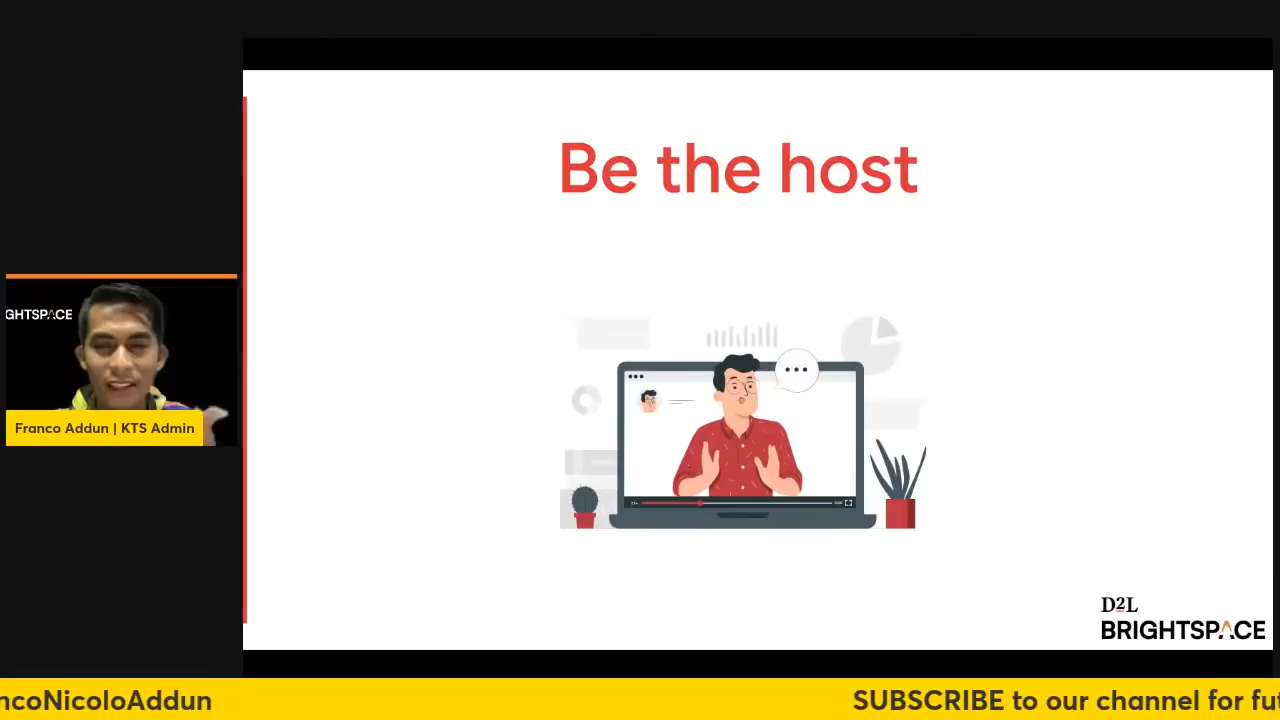 Be the host
GHTSPACE
Franco Addun | KTS Admin
D2L
BRIGHTSPACE
ncoNicoloAddun
SUBSCRIBE to our channel for fut